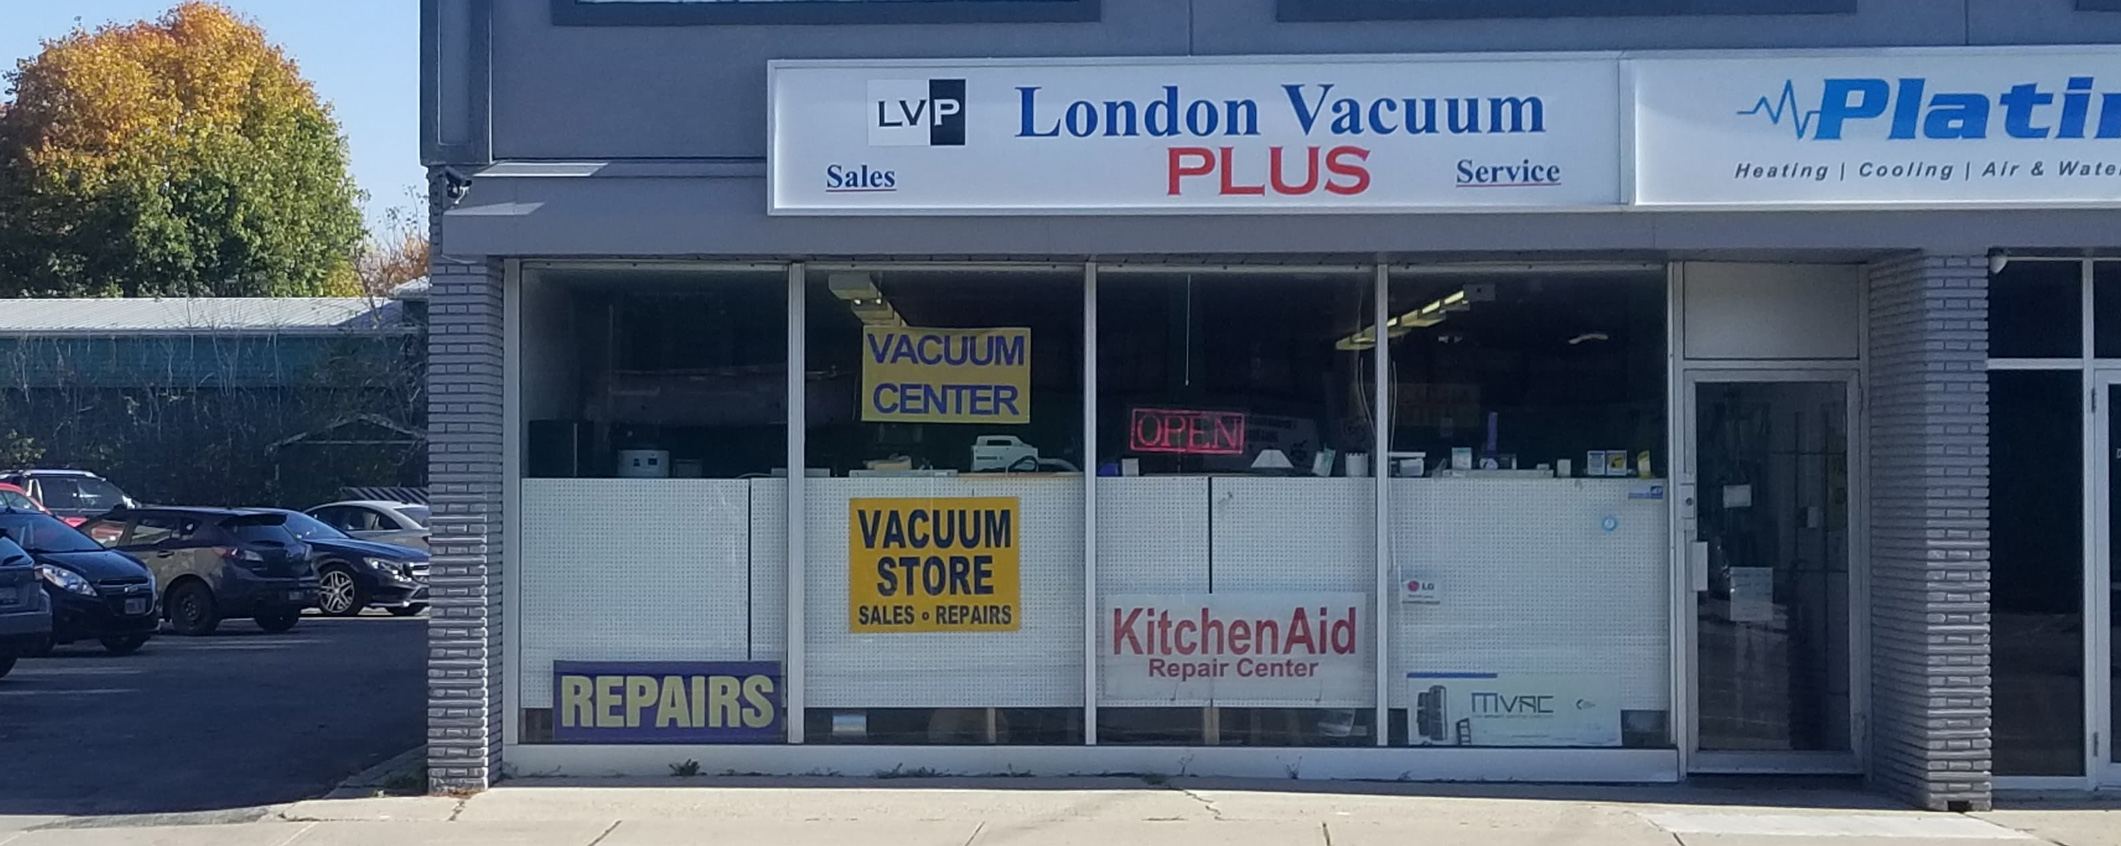 LVP
London Vacuum
PLUS
Sales
Service
Plati
Heating | Cooling | Air & Wate
VACUUM
CENTER
OPEN
VACUUM
STORE
SALES • REPAIRS
KitchenAid
Repair Center
REPAIRS
LG
MVAC